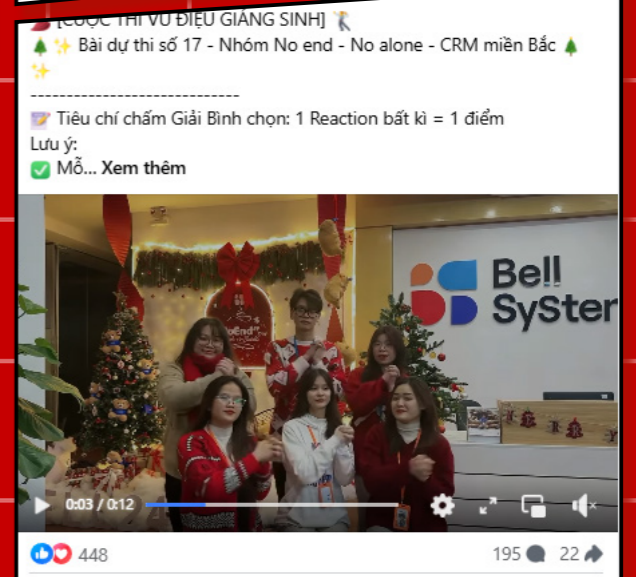 [CUỘC THI VŨ ĐIỆU GIÁNG SINH]
Bài dự thi số 17 - Nhóm No end - No alone - CRM miền Bắc
-----------------------------
Tiêu chí chấm Giải Bình chọn: 1 Reaction bất kì = 1 điểm
Lưu ý:
Mỗ... Xem thêm
Bell
SySter
0:03 / 0:12
448
195
22